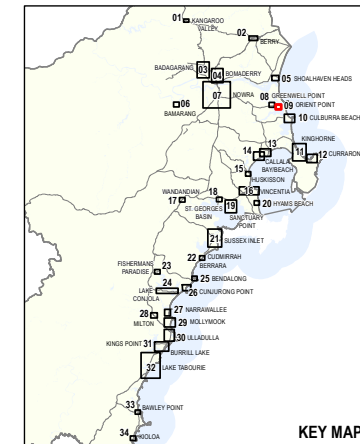 01
KANGAROO
VALLEY
02
BERRY
BADAGARANG
03
04
BOMADERRY
05
SHOALHAVEN HEADS
07
NOWRA
08
GREENWELL POINT
06
BAMARANG
09
ORIENT POINT
10
CULBURRA BEACH
KINGHORNE
11
12
CURRARONG
13
14
CALLALA
BAY/BEACH
15
HUSKISSON
16
VINCENTIA
WANDANDIAN
17
18
ST. GEORGES
BASIN
19
20
HYAMS BEACH
SANCTUARY
POINT
21
SUSSEX INLET
22
CUDMIRRAH
BERRARA
FISHERMANS
PARADISE
23
24
25
BENDALONG
LAKE
CONJOLA
26
CUNJURONG POINT
27
NARRAWALLEE
28
MILTON
29
MOLLYMOOK
30
ULLADULLA
KINGS POINT
31
BURRILL LAKE
32
LAKE TABOURIE
33
BAWLEY POINT
34
KIOLOA
KEY MAP